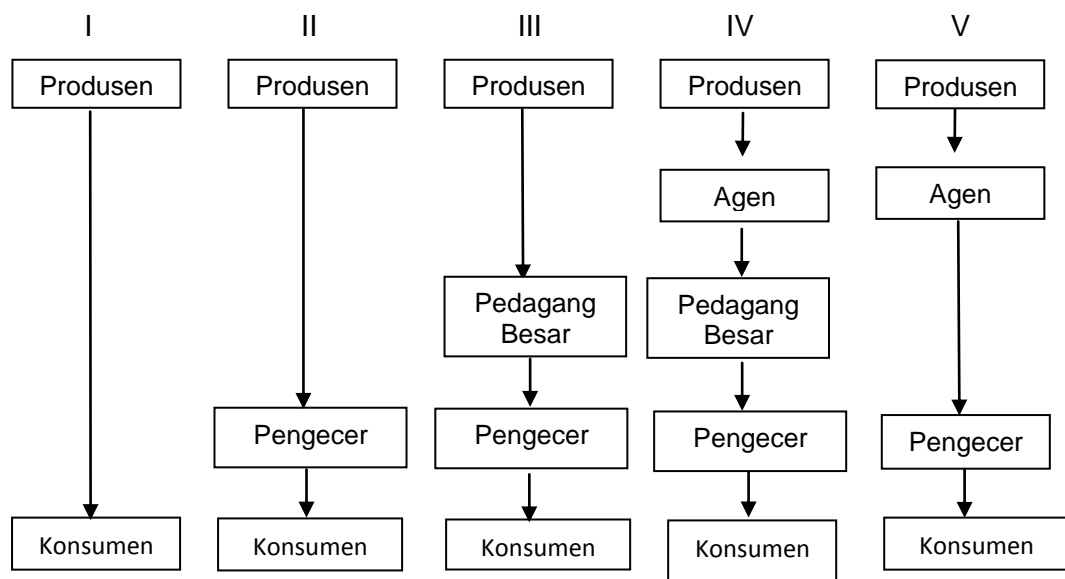 I II III IV V
Produsen Produsen Produsen Produsen Produsen
Agen Agen
Pedagang Pedagang
Besar Besar
Pengecer Pengecer Pengecer Pengecer
Konsumen Konsumen Konsumen Konsumen Konsumen